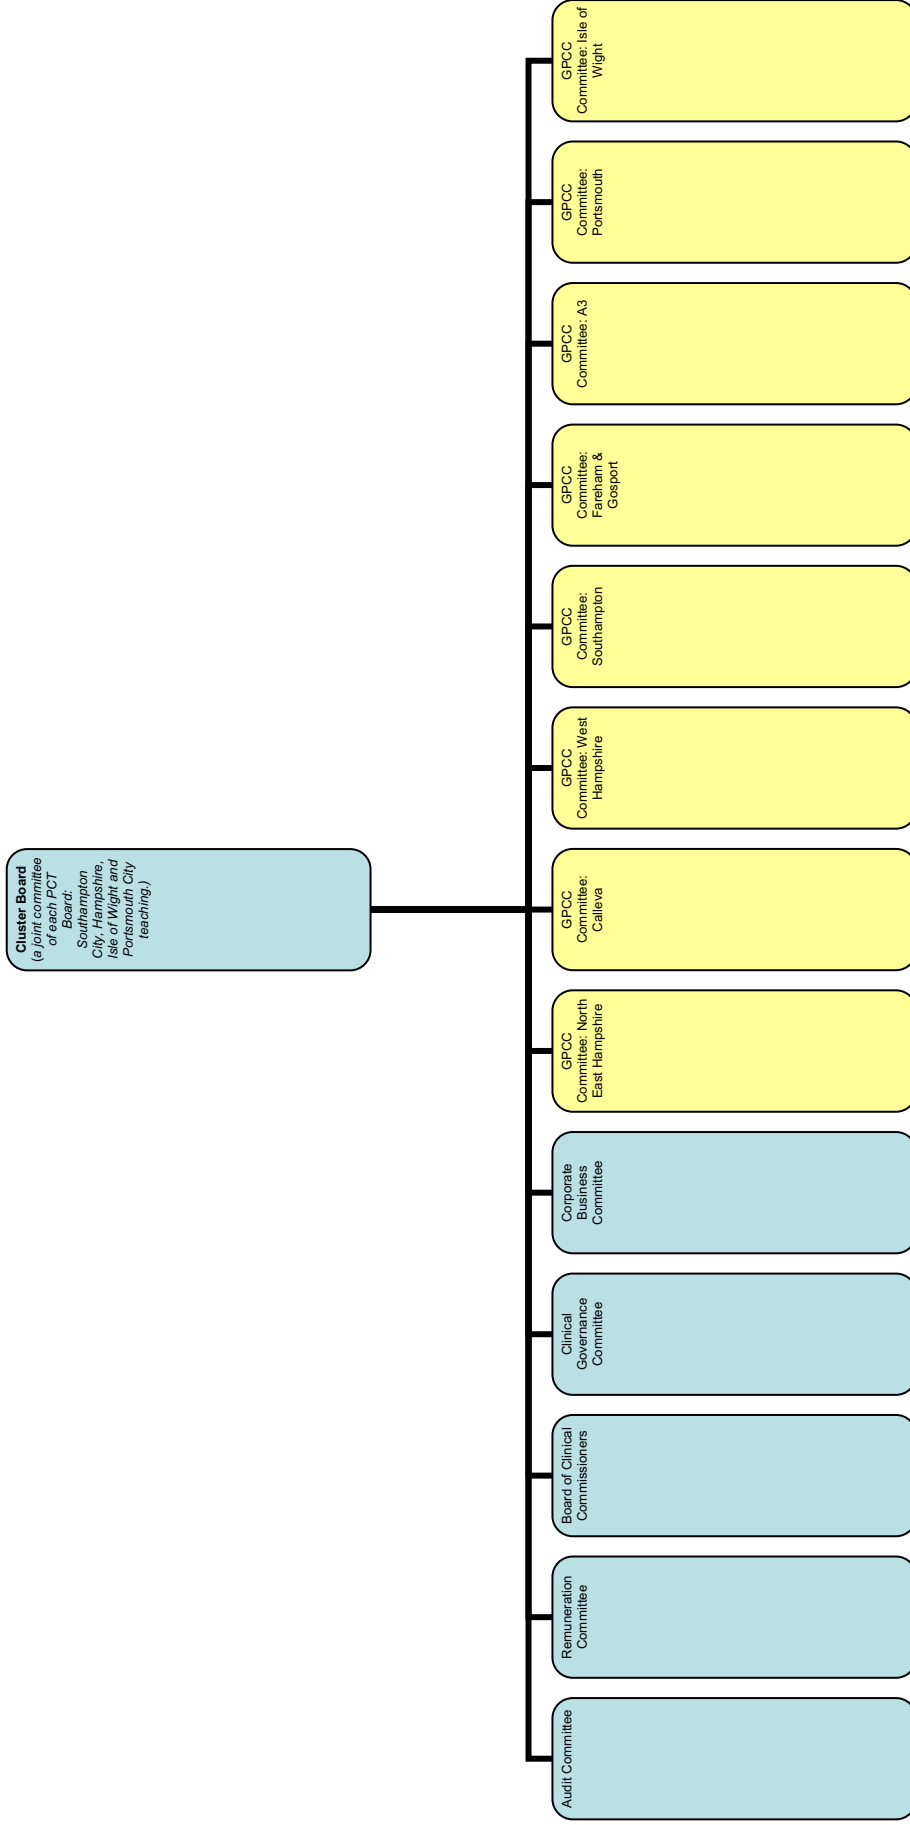 Cluster Board
(a joint committee
of each PCT
Board:
Southampton
City, Hampshire,
Isle of Wight and
Portsmouth City
teaching.)
Audit Committee
Remuneration
Committee
Board of Clinical
Commissioners
Clinical
Governance
Committee
Corporate
Business
Committee
GPCC
Committee: North
East Hampshire
GPCC
Committee:
Calleva
GPCC
Committee: West
Hampshire
GPCC
Committee:
Southampton
GPCC
Committee:
Fareham &
Gosport
GPCC
Committee: A3
GPCC
Committee:
Portsmouth
GPCC
Committee: Isle of
Wight